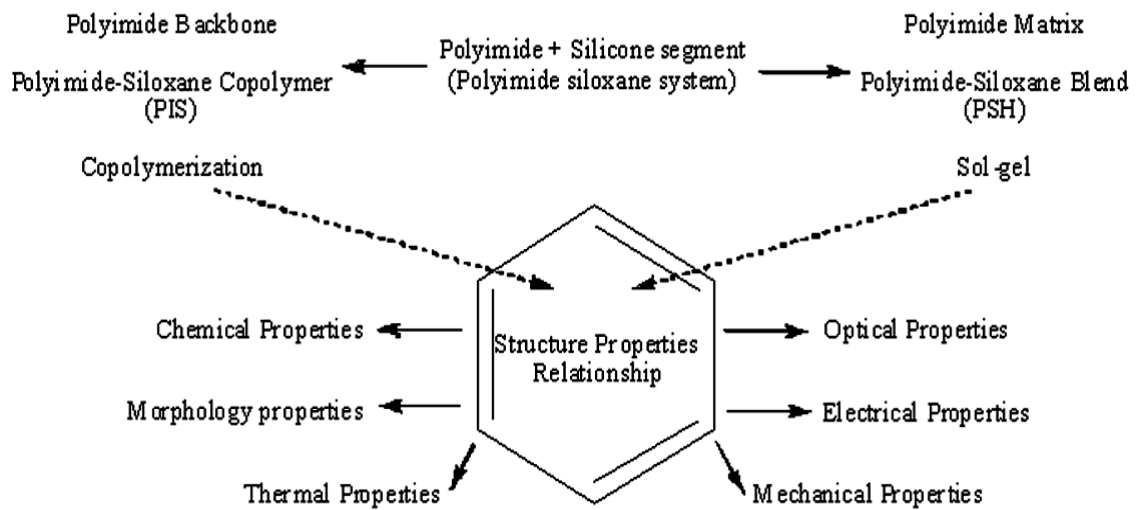 Polyimide Backbone
Polyimide + Silicone segment
(Polyimide siloxane system)
Polyimide Matrix
Polyimide-Siloxane Copolymer
(PIS)
Polyimide-Siloxane Blend
(PSH)
Copolymerization
Sol-gel
Structure Properties
Relationship
Chemical Properties
Optical Properties
Morphology properties
Electrical Properties
Thermal Properties
Mechanical Properties